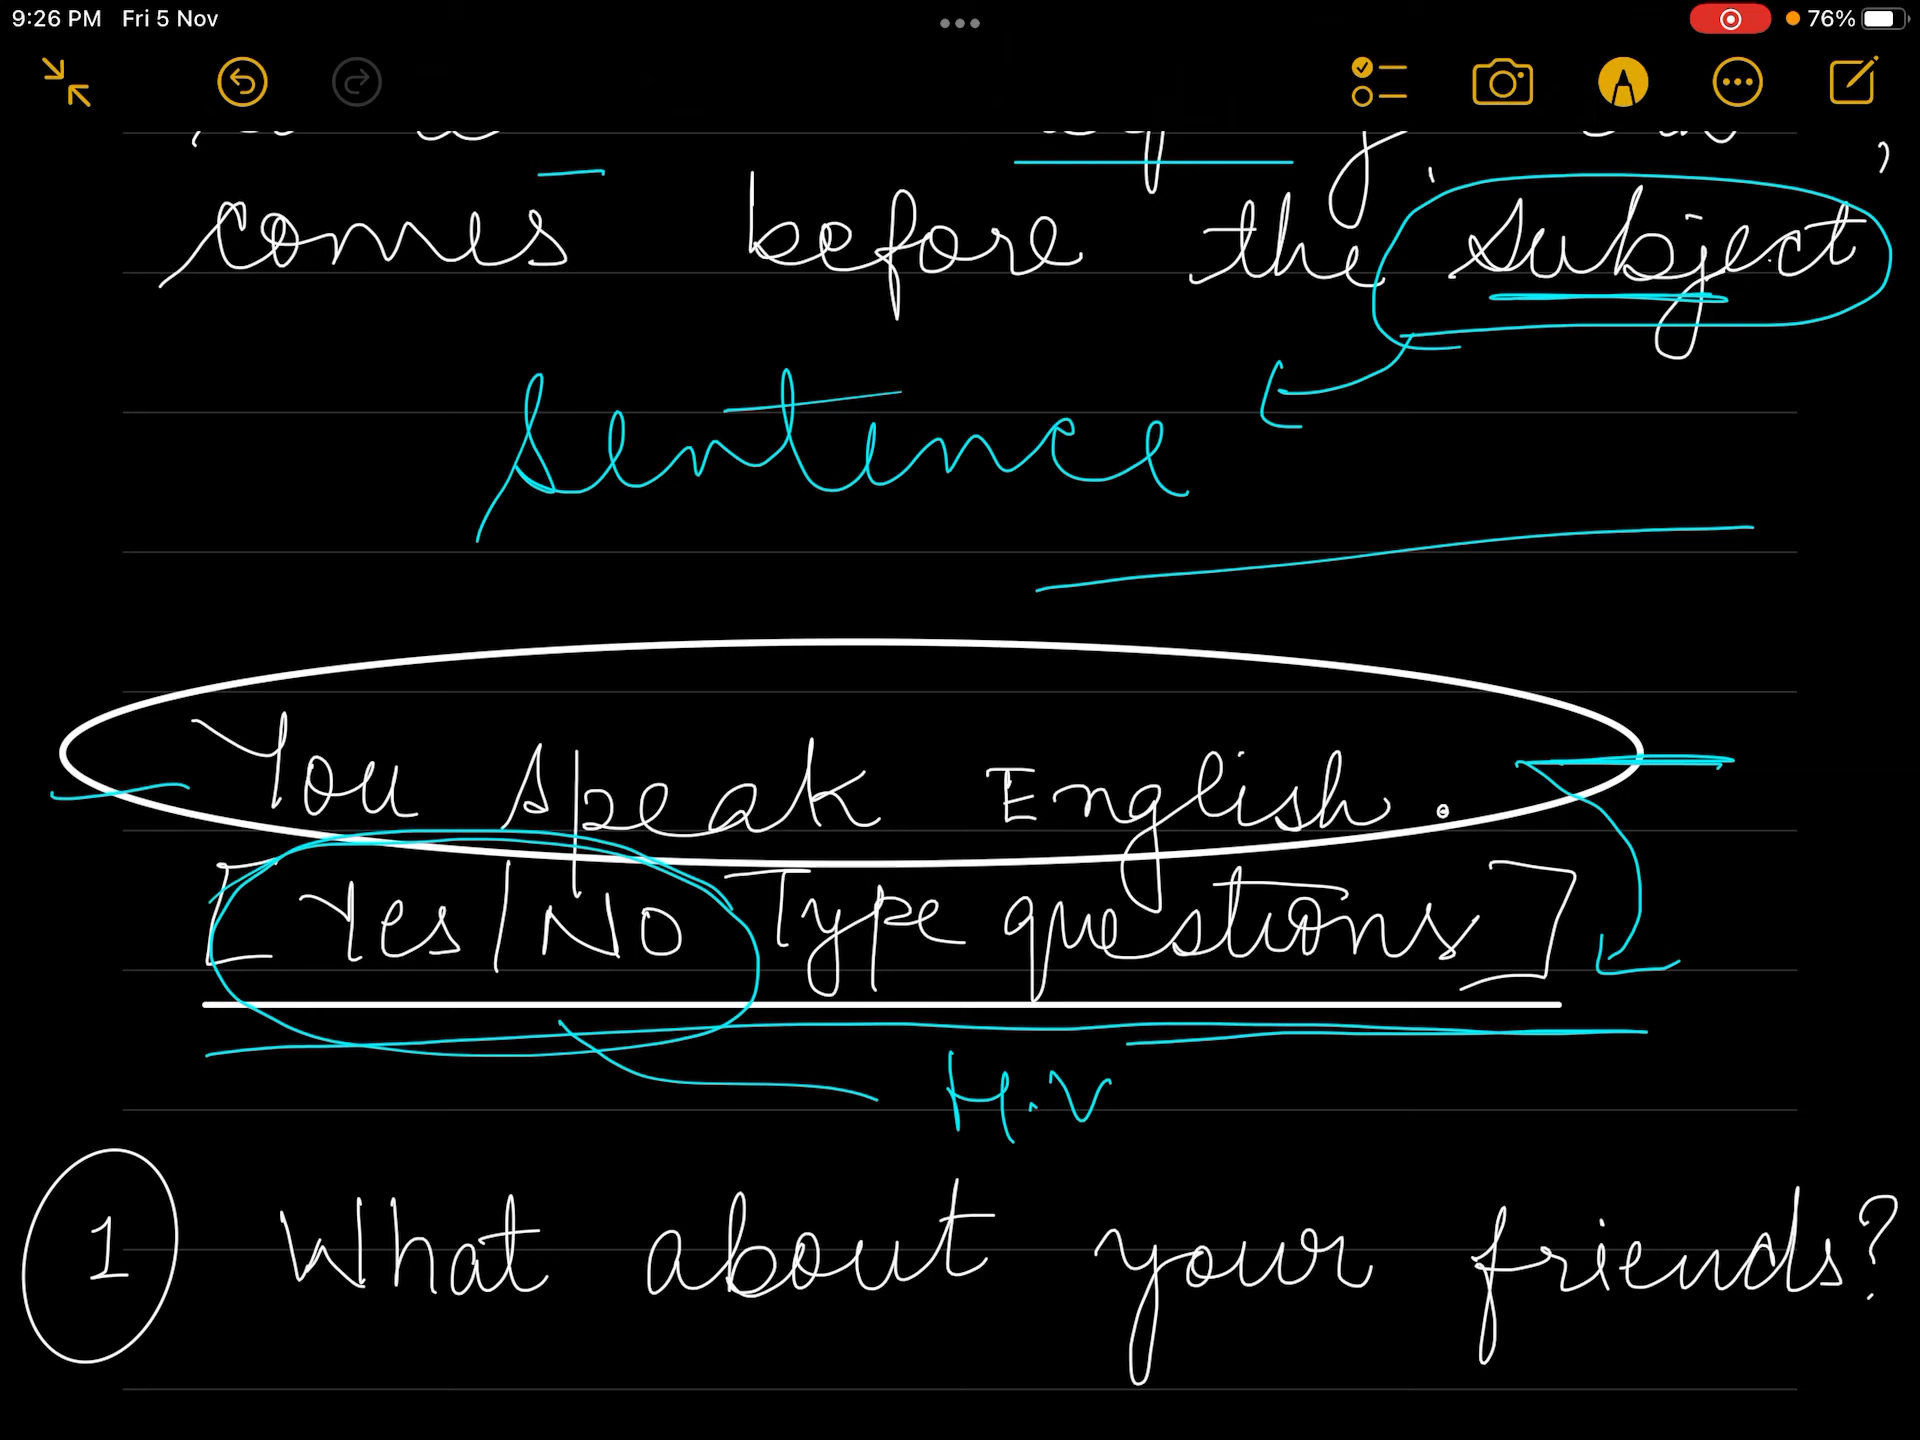 9:26 PM Fri 5 Nov
76%
comes before the subject
Sentence
You speak English.
[Yes/No Type questions]
H.V
1 What about your friends?